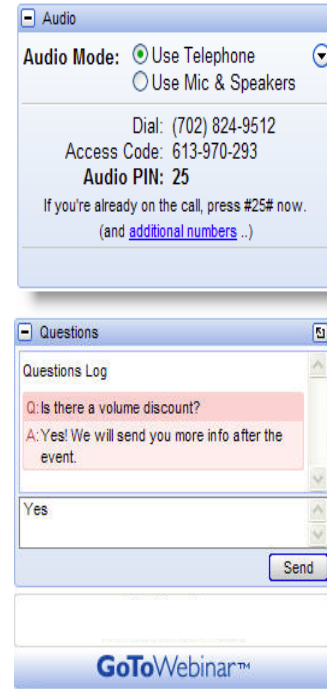 Audio
Audio Mode: Use Telephone
Use Mic & Speakers
Dial: (702) 824-9512
Access Code: 613-970-293
Audio PIN: 25
If you're already on the call, press #25# now.
(and additional numbers ..)
Questions
Questions Log
Q: Is there a volume discount?
A: Yes! We will send you more info after the
event.
Yes
Send
GoToWebinar™